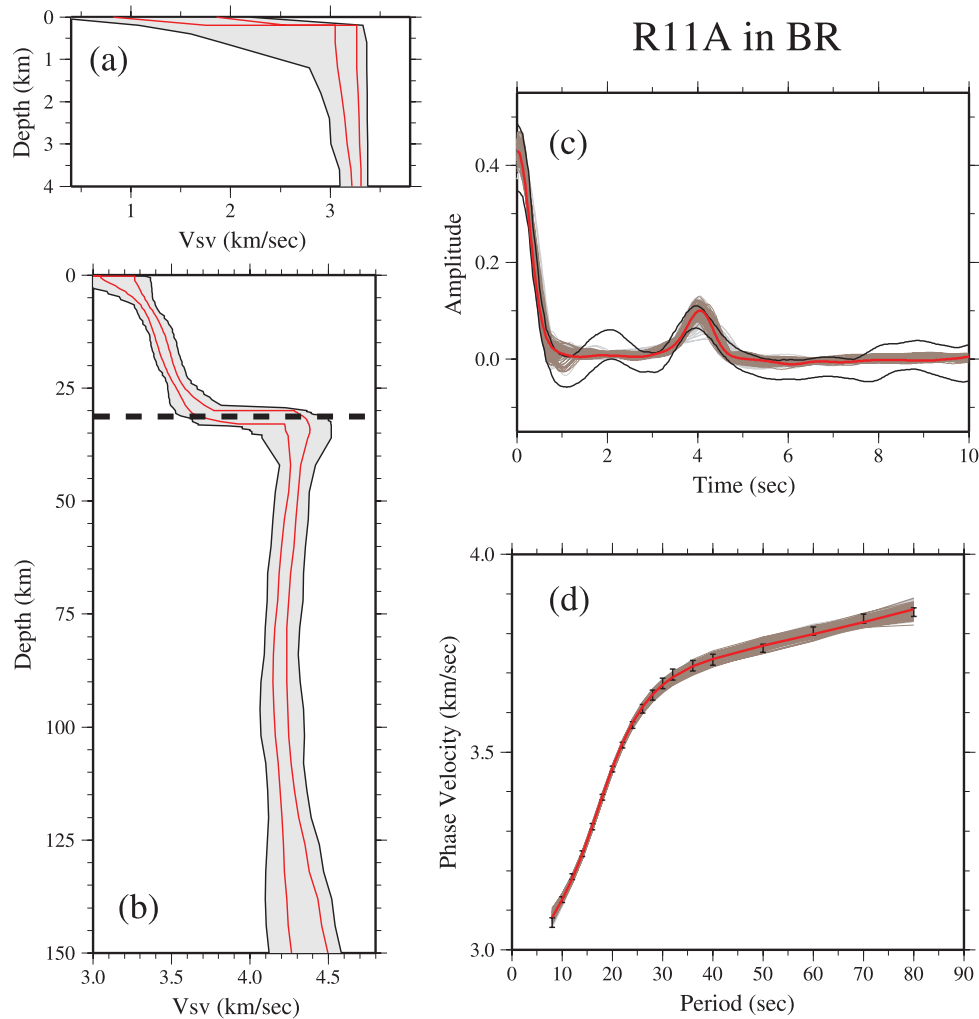 R11A in BR
0
1
2
3
4
Depth (km)
(a)
1 2 3
Vsv (km/sec)
0
25
50
75
100
125
150
Depth (km)
(b)
3.0 3.5 4.0 4.5
Vsv (km/sec)
0.4
0.2
0.0
Amplitude
(c)
0 2 4 6 8 10
Time (sec)
4.0
3.5
3.0
Phase Velocity (km/sec)
(d)
0 10 20 30 40 50 60 70 80 90
Period (sec)